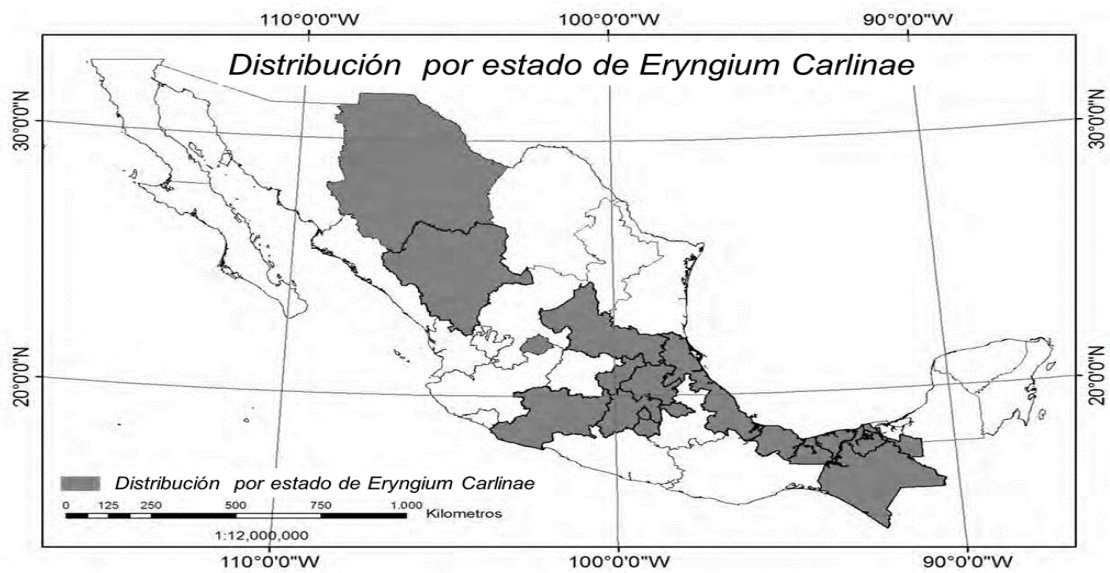 110°0'0"W 100°0'0"W 90°0'0"W
Distribución por estado de Eryngium Carlinae
30°0'0"N 30°0'0"N
20°0'0"N 20°0'0"N
Distribución por estado de Eryngium Carlinae
0 125 250 500 750 1.000 Kilometros
1:12,000,000
110°0'0"W 100°0'0"W 90°0'0"W